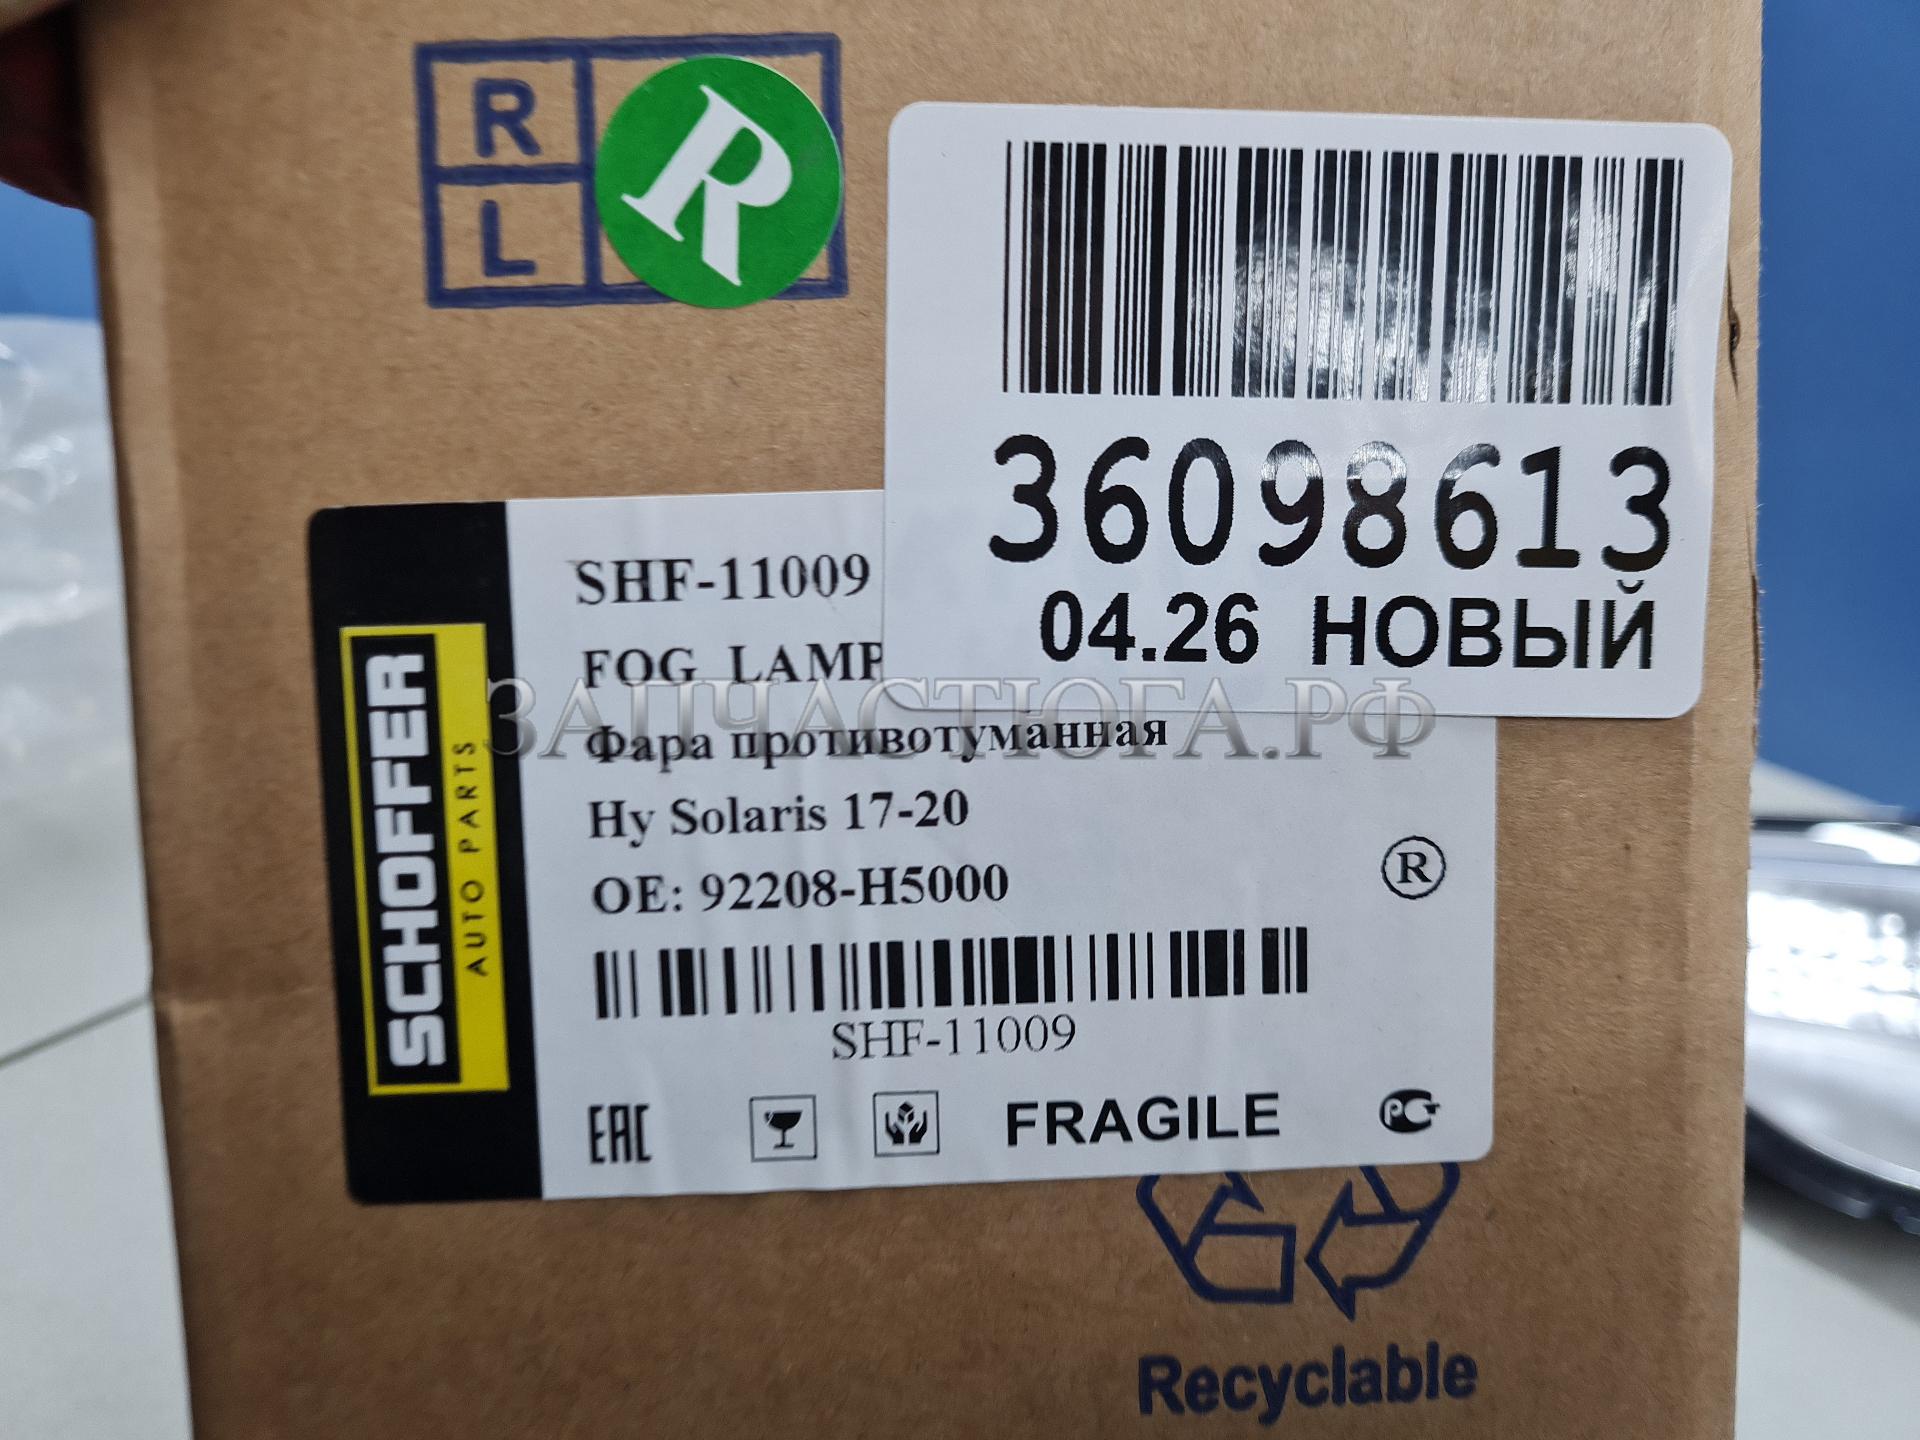 R
L
R
36098613
04.26 НОВЫЙ
SCHOFFER
AUTO PARTS
SHF-11009
FOG LAMP
ЗАПЧАСТЮГА.РФ
Фара противотуманная
Hy Solaris 17-20
OE: 92208-H5000
®
SHF-11009
EAC
FRAGILE
РСТ
Recyclable